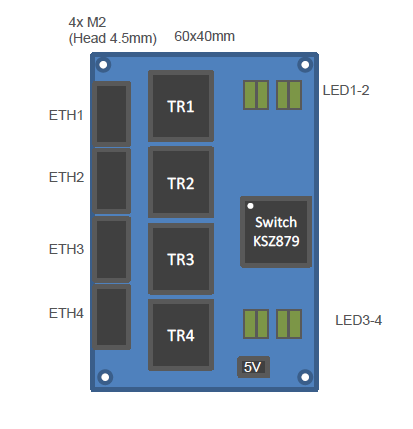 4x M2
(Head 4.5mm)
60x40mm
LED1-2
ETH1
TR1
ETH2
TR2
Switch
KSZ879
ETH3
TR3
ETH4
TR4
LED3-4
5V